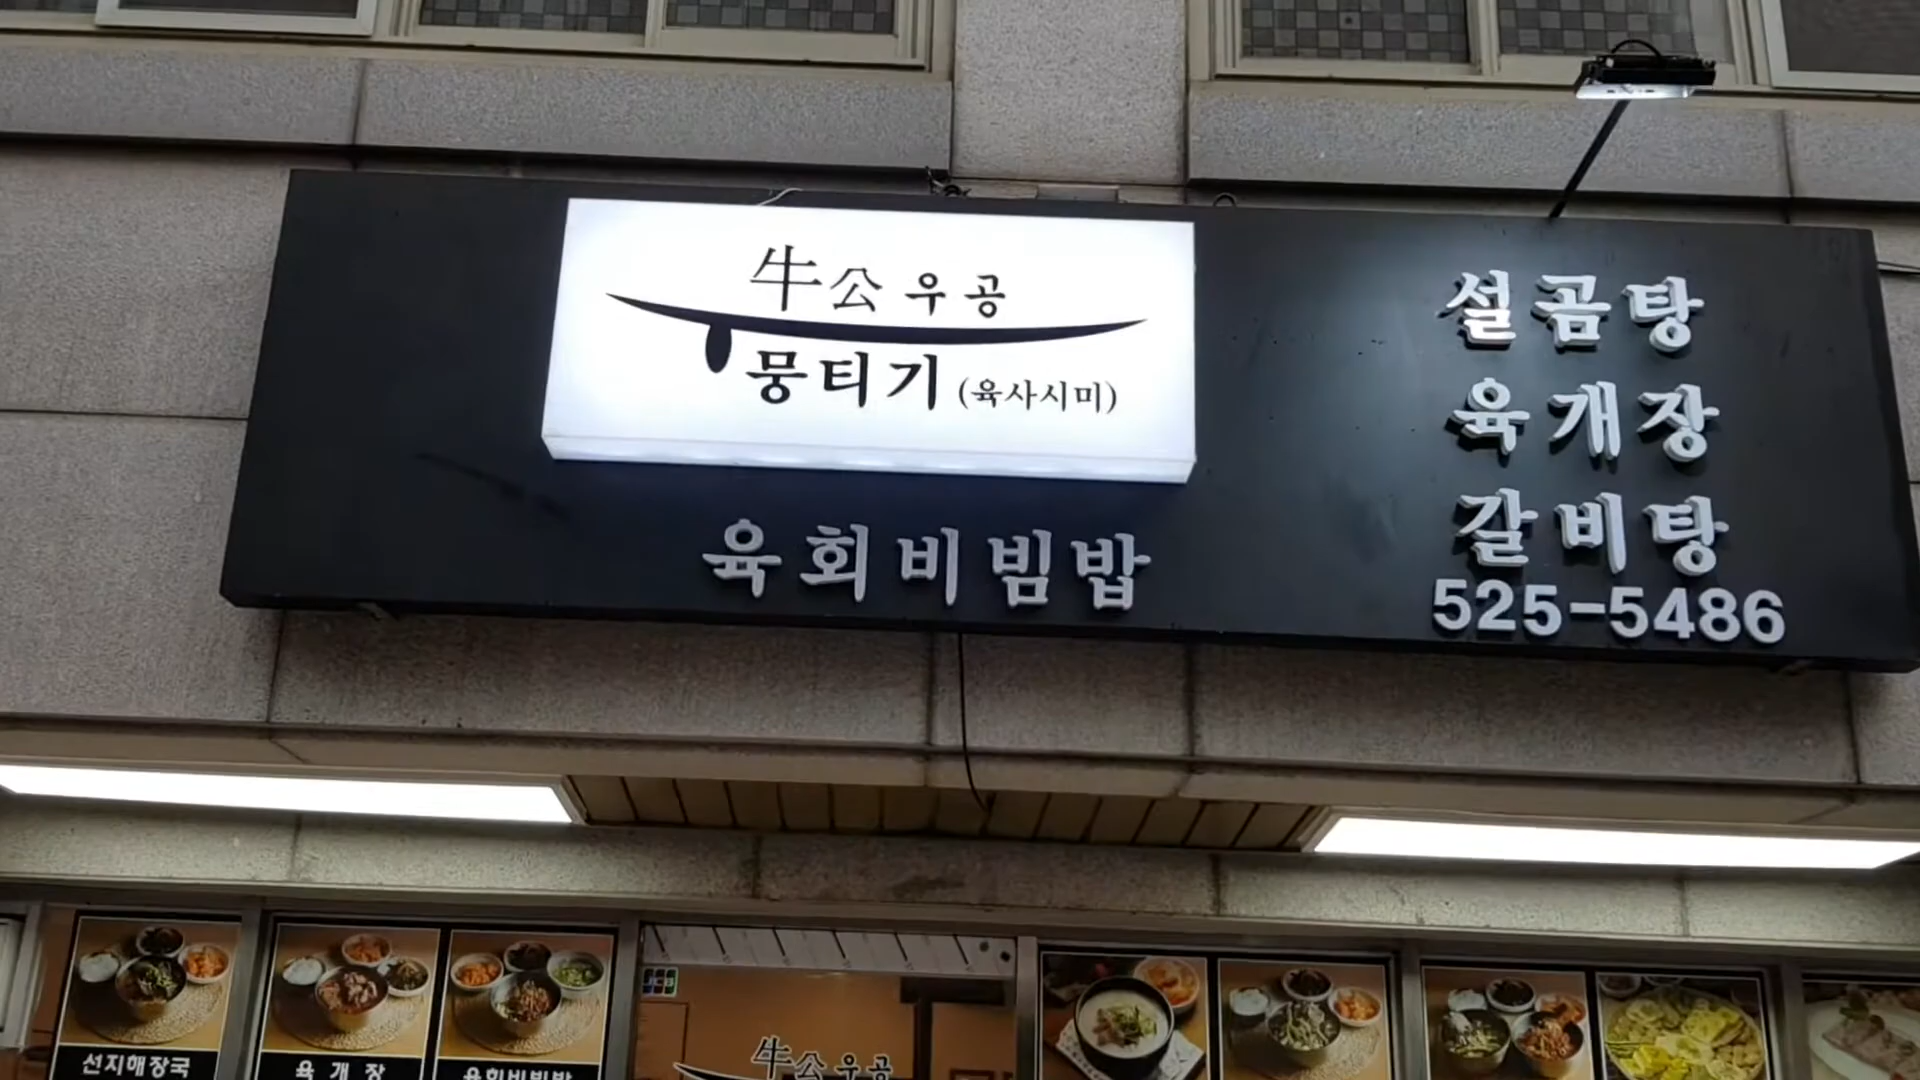 牛公우공
뭉티기 (육사시미)
육회비빔밥
설곰탕
육개장
갈비탕
525-5486
JCB
선지해장국
육개장
육회비빔밥
牛公우공